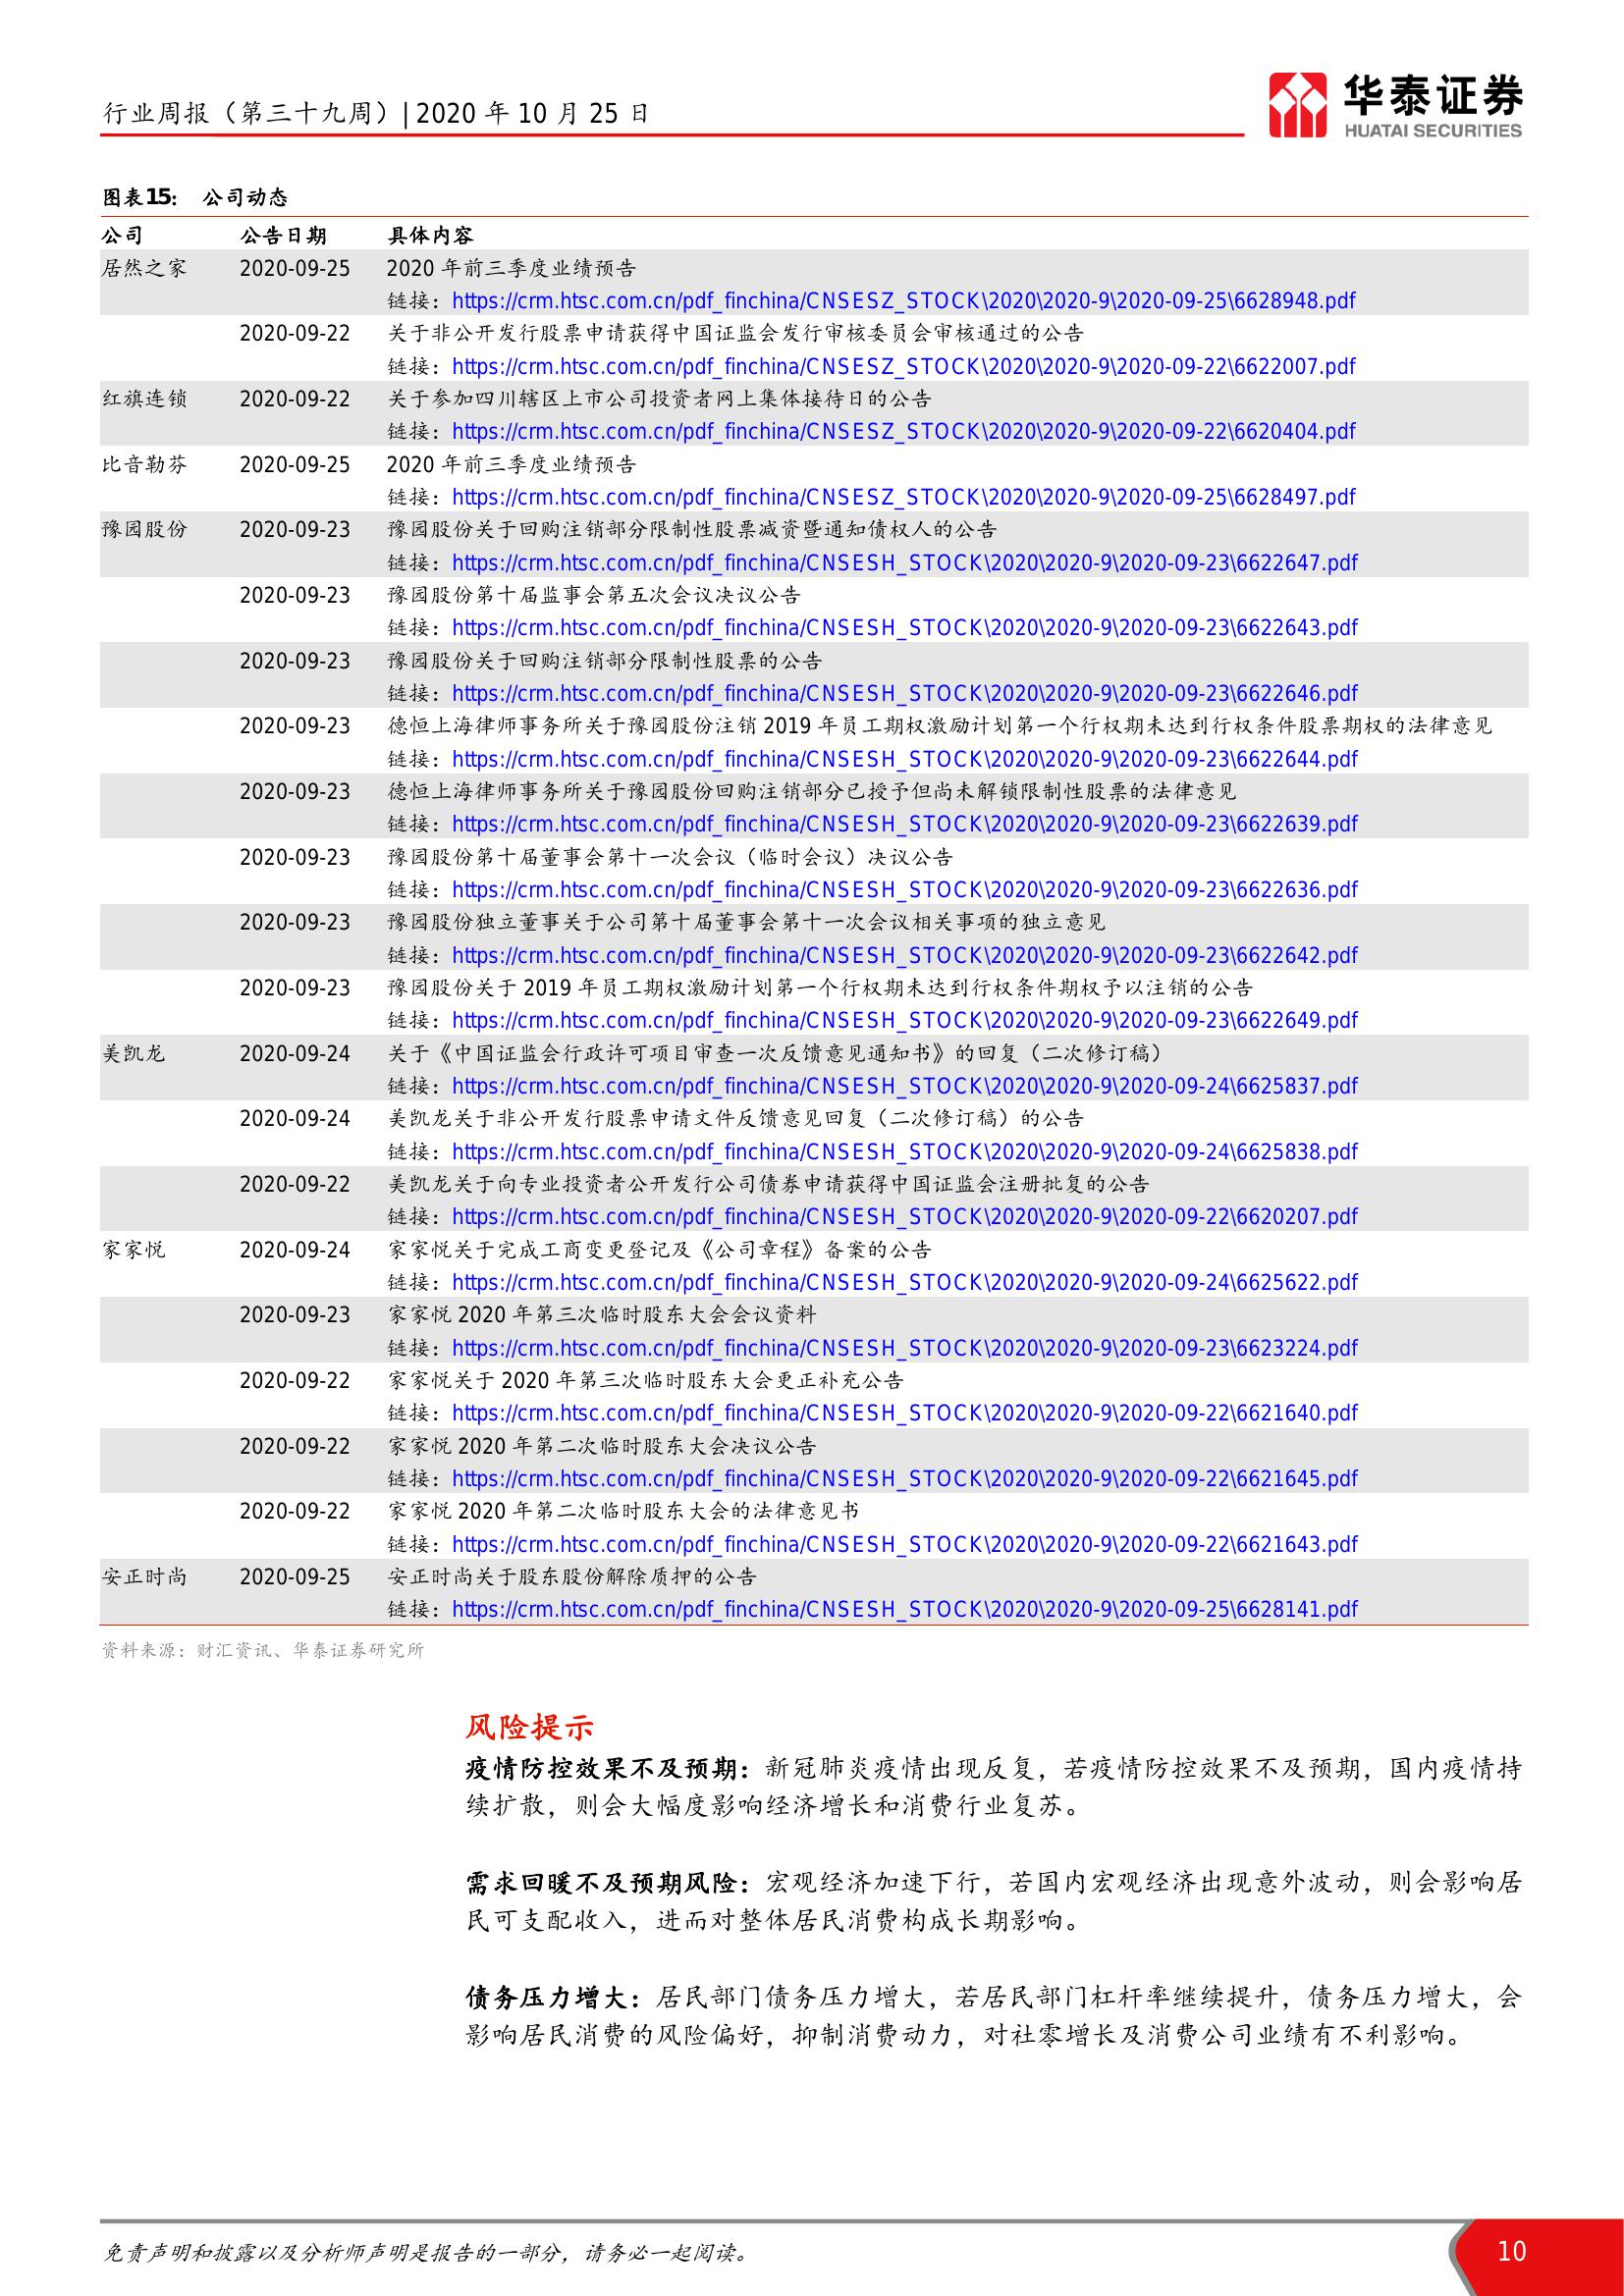 行业周报（第三十九周）| 2020 年 10 月 25 日
华泰证券
HUATAI SECURITIES
图表15： 公司动态
公司 公告日期 具体内容
居然之家 2020-09-25 2020 年前三季度业绩预告
链接：https://crm.htsc.com.cn/pdf_finchina/CNSESZ_STOCK\2020\2020-9\2020-09-25\6628948.pdf
2020-09-22 关于非公开发行股票申请获得中国证监会发行审核委员会审核通过的公告
链接：https://crm.htsc.com.cn/pdf_finchina/CNSESZ_STOCK\2020\2020-9\2020-09-22\6622007.pdf
红旗连锁 2020-09-22 关于参加四川辖区上市公司投资者网上集体接待日的公告
链接：https://crm.htsc.com.cn/pdf_finchina/CNSESZ_STOCK\2020\2020-9\2020-09-22\6620404.pdf
比音勒芬 2020-09-25 2020 年前三季度业绩预告
链接：https://crm.htsc.com.cn/pdf_finchina/CNSESZ_STOCK\2020\2020-9\2020-09-25\6628497.pdf
豫园股份 2020-09-23 豫园股份关于回购注销部分限制性股票减资暨通知债权人的公告
链接：https://crm.htsc.com.cn/pdf_finchina/CNSESH_STOCK\2020\2020-9\2020-09-23\6622647.pdf
2020-09-23 豫园股份第十届监事会第五次会议决议公告
链接：https://crm.htsc.com.cn/pdf_finchina/CNSESH_STOCK\2020\2020-9\2020-09-23\6622643.pdf
2020-09-23 豫园股份关于回购注销部分限制性股票的公告
链接：https://crm.htsc.com.cn/pdf_finchina/CNSESH_STOCK\2020\2020-9\2020-09-23\6622646.pdf
2020-09-23 德恒上海律师事务所关于豫园股份注销 2019 年员工期权激励计划第一个行权期未达到行权条件股票期权的法律意见
链接：https://crm.htsc.com.cn/pdf_finchina/CNSESH_STOCK\2020\2020-9\2020-09-23\6622644.pdf
2020-09-23 德恒上海律师事务所关于豫园股份回购注销部分已授予但尚未解锁限制性股票的法律意见
链接：https://crm.htsc.com.cn/pdf_finchina/CNSESH_STOCK\2020\2020-9\2020-09-23\6622639.pdf
2020-09-23 豫园股份第十届董事会第十一次会议（临时会议）决议公告
链接：https://crm.htsc.com.cn/pdf_finchina/CNSESH_STOCK\2020\2020-9\2020-09-23\6622636.pdf
2020-09-23 豫园股份独立董事关于公司第十届董事会第十一次会议相关事项的独立意见
链接：https://crm.htsc.com.cn/pdf_finchina/CNSESH_STOCK\2020\2020-9\2020-09-23\6622642.pdf
2020-09-23 豫园股份关于 2019 年员工期权激励计划第一个行权期未达到行权条件期权予以注销的公告
链接：https://crm.htsc.com.cn/pdf_finchina/CNSESH_STOCK\2020\2020-9\2020-09-23\6622649.pdf
美凯龙 2020-09-24 关于《中国证监会行政许可项目审查一次反馈意见通知书》的回复（二次修订稿）
链接：https://crm.htsc.com.cn/pdf_finchina/CNSESH_STOCK\2020\2020-9\2020-09-24\6625837.pdf
2020-09-24 美凯龙关于非公开发行股票申请文件反馈意见回复（二次修订稿）的公告
链接：https://crm.htsc.com.cn/pdf_finchina/CNSESH_STOCK\2020\2020-9\2020-09-24\6625838.pdf
2020-09-22 美凯龙关于向专业投资者公开发行公司债券申请获得中国证监会注册批复的公告
链接：https://crm.htsc.com.cn/pdf_finchina/CNSESH_STOCK\2020\2020-9\2020-09-22\6620207.pdf
家家悦 2020-09-24 家家悦关于完成工商变更登记及《公司章程》备案的公告
链接：https://crm.htsc.com.cn/pdf_finchina/CNSESH_STOCK\2020\2020-9\2020-09-24\6625622.pdf
2020-09-23 家家悦 2020 年第三次临时股东大会会议资料
链接：https://crm.htsc.com.cn/pdf_finchina/CNSESH_STOCK\2020\2020-9\2020-09-23\6623224.pdf
2020-09-22 家家悦关于 2020 年第三次临时股东大会更正补充公告
链接：https://crm.htsc.com.cn/pdf_finchina/CNSESH_STOCK\2020\2020-9\2020-09-22\6621640.pdf
2020-09-22 家家悦 2020 年第二次临时股东大会决议公告
链接：https://crm.htsc.com.cn/pdf_finchina/CNSESH_STOCK\2020\2020-9\2020-09-22\6621645.pdf
2020-09-22 家家悦 2020 年第二次临时股东大会的法律意见书
链接：https://crm.htsc.com.cn/pdf_finchina/CNSESH_STOCK\2020\2020-9\2020-09-22\6621643.pdf
安正时尚 2020-09-25 安正时尚关于股东股份解除质押的公告
链接：https://crm.htsc.com.cn/pdf_finchina/CNSESH_STOCK\2020\2020-9\2020-09-25\6628141.pdf
资料来源：财汇资讯、华泰证券研究所
风险提示
疫情防控效果不及预期：新冠肺炎疫情出现反复，若疫情防控效果不及预期，国内疫情持
续扩散，则会大幅度影响经济增长和消费行业复苏。
需求回暖不及预期风险：宏观经济加速下行，若国内宏观经济出现意外波动，则会影响居
民可支配收入，进而对整体居民消费构成长期影响。
债务压力增大：居民部门债务压力增大，若居民部门杠杆率继续提升，债务压力增大，会
影响居民消费的风险偏好，抑制消费动力，对社零增长及消费公司业绩有不利影响。
免责声明和披露以及分析师声明是报告的一部分，请务必一起阅读。
10